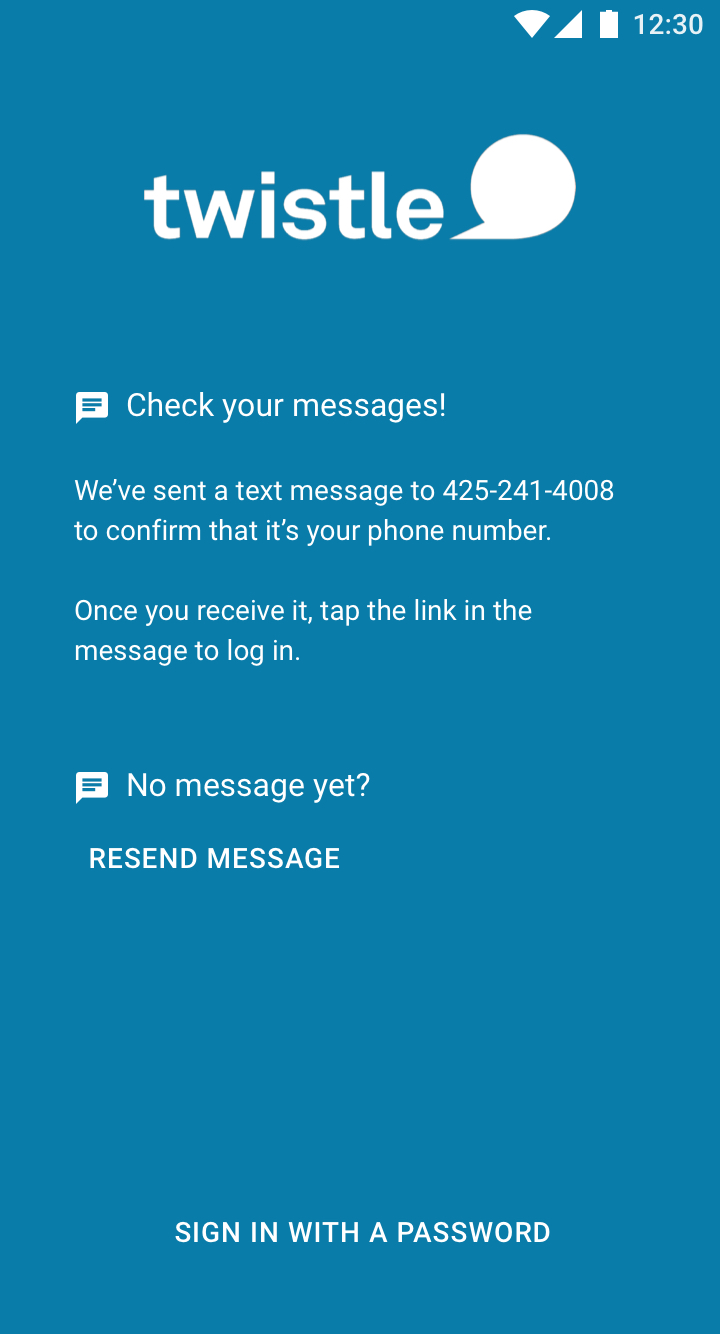 12:30
twistle
Check your messages!
We’ve sent a text message to 425-241-4008
to confirm that it’s your phone number.
Once you receive it, tap the link in the
message to log in.
No message yet?
RESEND MESSAGE
SIGN IN WITH A PASSWORD